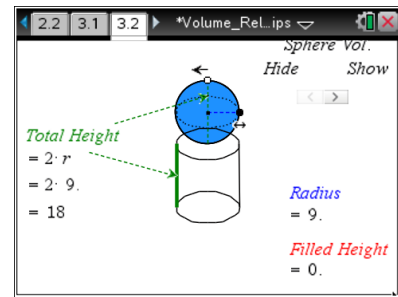 2.2 3.1 3.2 *Volume_Rel...ips
Sphere Vol.
Hide Show
Total Height
= 2· r
= 2· 9.
= 18
Radius
= 9.
Filled Height
= 0.